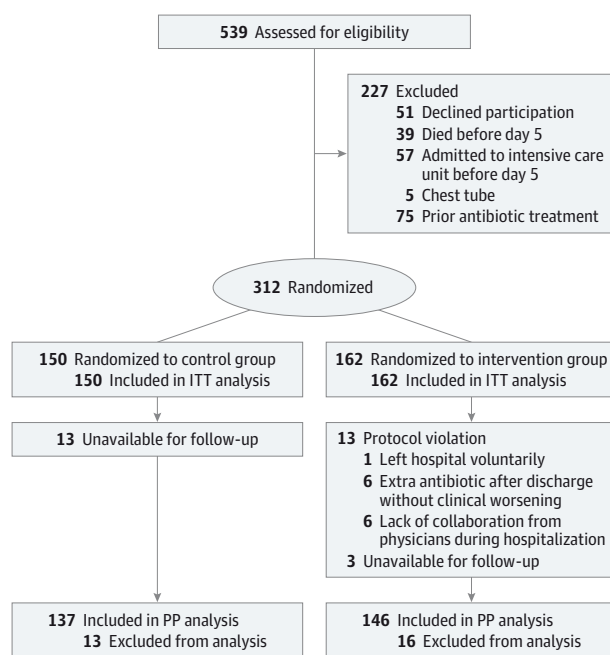 539 Assessed for eligibility
227 Excluded
51 Declined participation
39 Died before day 5
57 Admitted to intensive care
unit before day 5
5 Chest tube
75 Prior antibiotic treatment
312 Randomized
150 Randomized to control group
150 Included in ITT analysis
162 Randomized to intervention group
162 Included in ITT analysis
13 Unavailable for follow-up
13 Protocol violation
1 Left hospital voluntarily
6 Extra antibiotic after discharge
without clinical worsening
6 Lack of collaboration from
physicians during hospitalization
3 Unavailable for follow-up
137 Included in PP analysis
13 Excluded from analysis
146 Included in PP analysis
16 Excluded from analysis